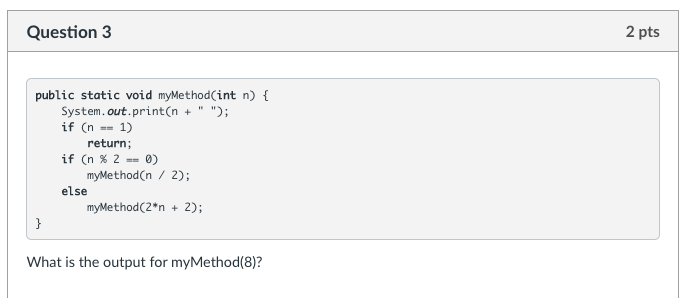 Question 3
2 pts
public static void myMethod(int n) {
System.out.print(n + " ");
if (n == 1)
return;
if (n % 2 == 0)
myMethod(n / 2);
else
myMethod(2*n + 2);
}
What is the output for myMethod(8)?